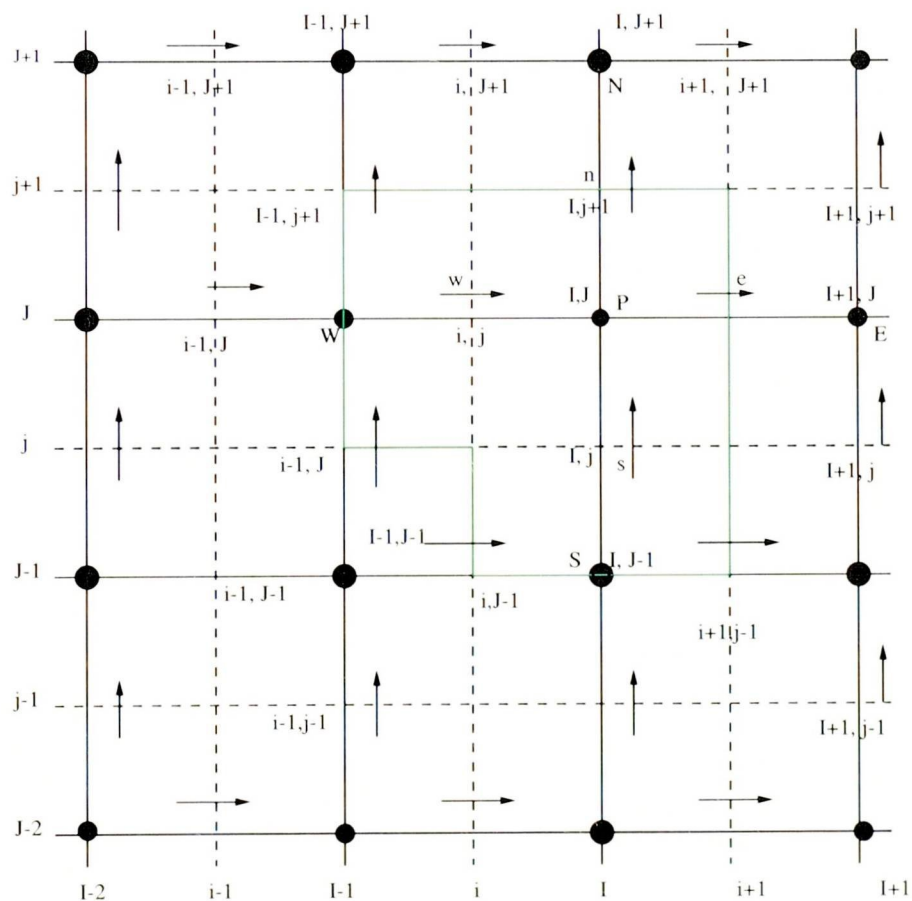 I-1, J+1
I, J+1
J+1
i-1, J+1
i, J+1
N
i+1, J+1
j+1
n
I-1, j+1
I,j+1
I+1, j+1
w
e
J
I,J
P
I+1, J
W
i-1, J
i, j
E
j
i-1, J
I, j
s
I+1, j
I-1,J-1
J-1
S
I, J-1
i-1, J-1
i,J-1
i+1,j-1
j-1
i-1,j-1
I+1, j-1
J-2
I-2
i-1
I-1
i
I
i+1
I+1